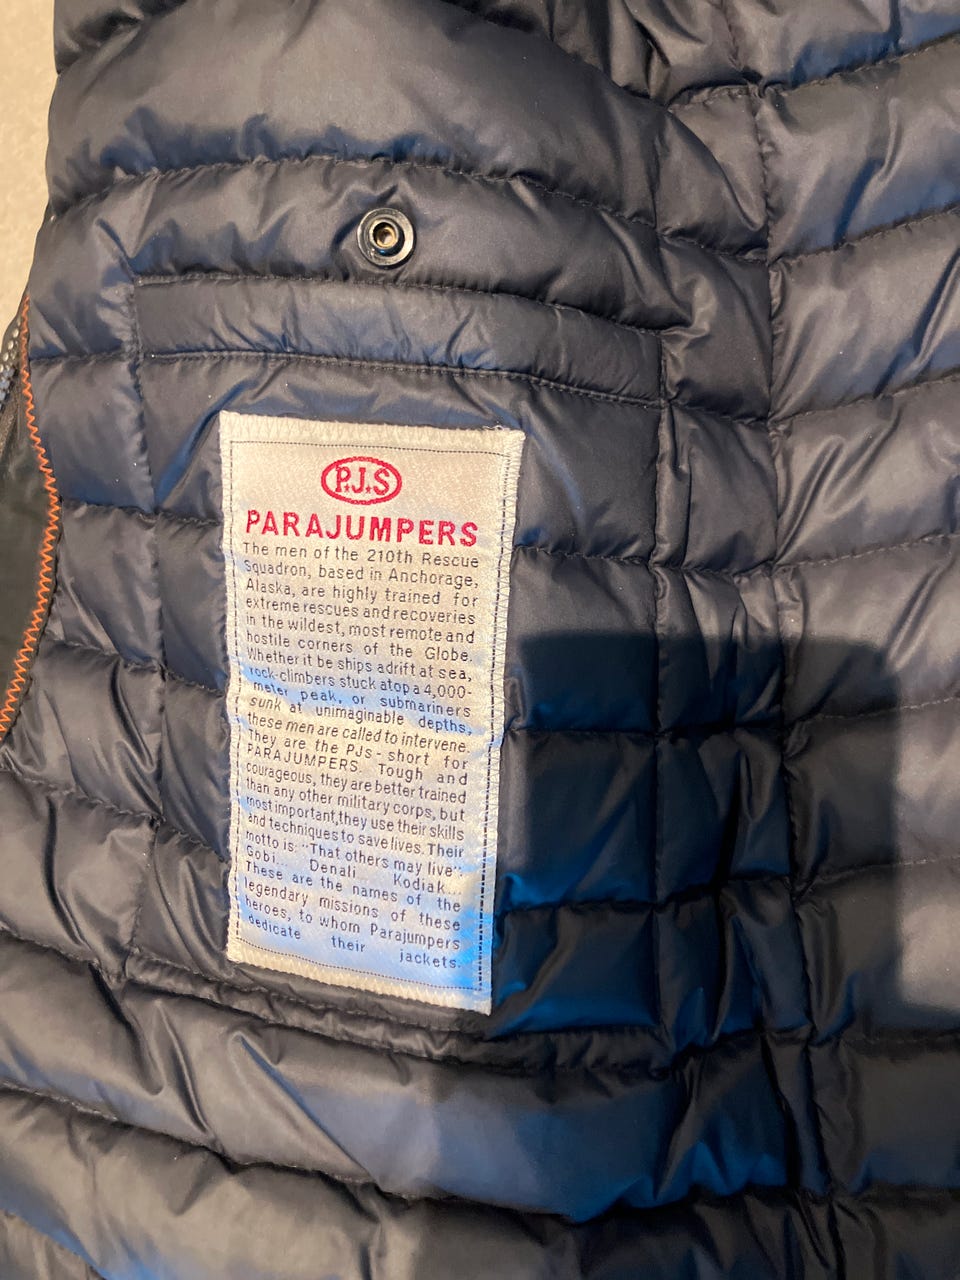 P.J.S
PARAJUMPERS
The men of the 210th Rescue
Squadron, based in Anchorage,
Alaska, are highly trained for
extreme rescues and recoveries
in the wildest, most remote and
hostile corners of the Globe.
Whether it be ships adrift at sea,
rock-climbers stuck atop a 4,000-
meter peak, or submariners
sunk at unimaginable depths,
these men are called to intervene.
They are the PJs - short for
PARAJUMPERS. Tough and
courageous, they are better trained
than any other military corps, but
most important, they use their skills
and techniques to save lives. Their
motto is: "That others may live".
Gobi... Denali Kodiak...
These are the names of the
legendary missions of these
heroes, to whom Parajumpers
dedicate their jackets.